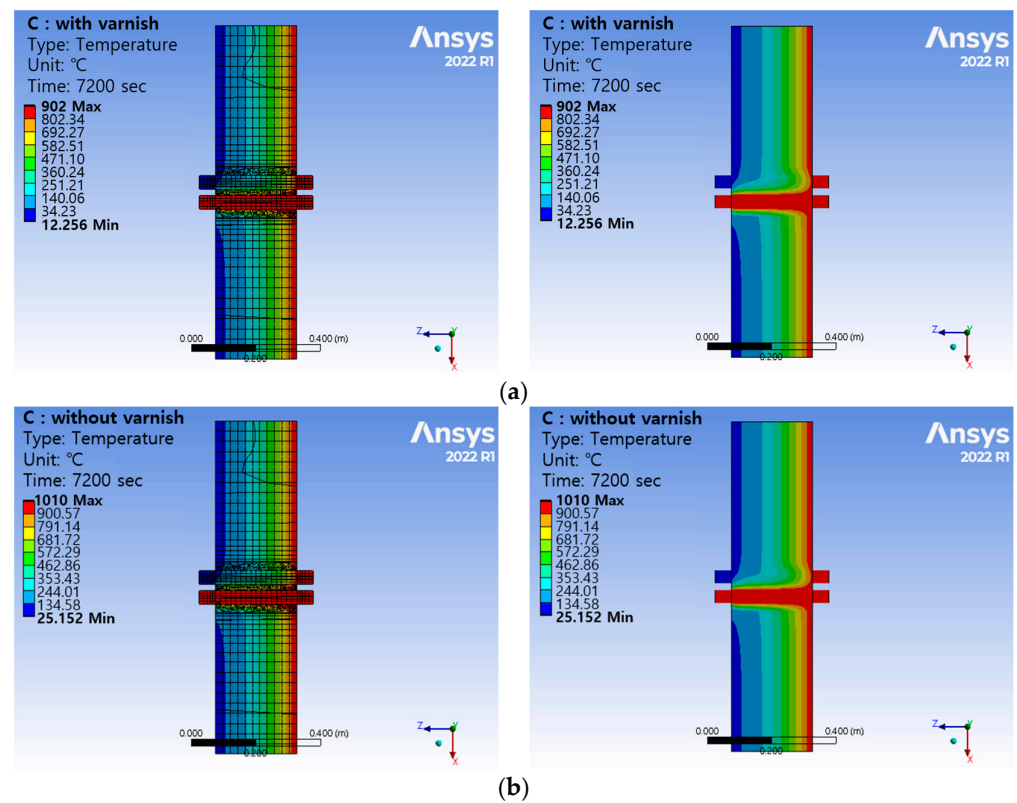 C : with varnish
Type: Temperature
Unit: ℃
Time: 7200 sec
902 Max
802.34
692.27
582.51
471.10
360.24
251.21
140.06
34.23
12.256 Min
Ansys
2022 R1
0.000
0.400 (m)
0.200
Z
Y
X
C : with varnish
Type: Temperature
Unit: ℃
Time: 7200 sec
902 Max
802.34
692.27
582.51
471.10
360.24
251.21
140.06
34.23
12.256 Min
Ansys
2022 R1
0.000
0.400 (m)
0.200
Z
Y
X
(a)
C : without varnish
Type: Temperature
Unit: ℃
Time: 7200 sec
1010 Max
900.57
791.14
681.72
572.29
462.86
353.43
244.01
134.58
25.152 Min
Ansys
2022 R1
0.000
0.400 (m)
0.200
Z
Y
X
C : without varnish
Type: Temperature
Unit: ℃
Time: 7200 sec
1010 Max
900.57
791.14
681.72
572.29
462.86
353.43
244.01
134.58
25.152 Min
Ansys
2022 R1
0.000
0.400 (m)
0.200
Z
Y
X
(b)